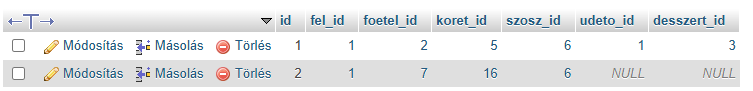 id fel_id foetel_id koret_id szosz_id udeto_id desszert_id
Módosítás Másolás Törlés 1 1 2 5 6 1 3
Módosítás Másolás Törlés 2 1 7 16 6 NULL NULL